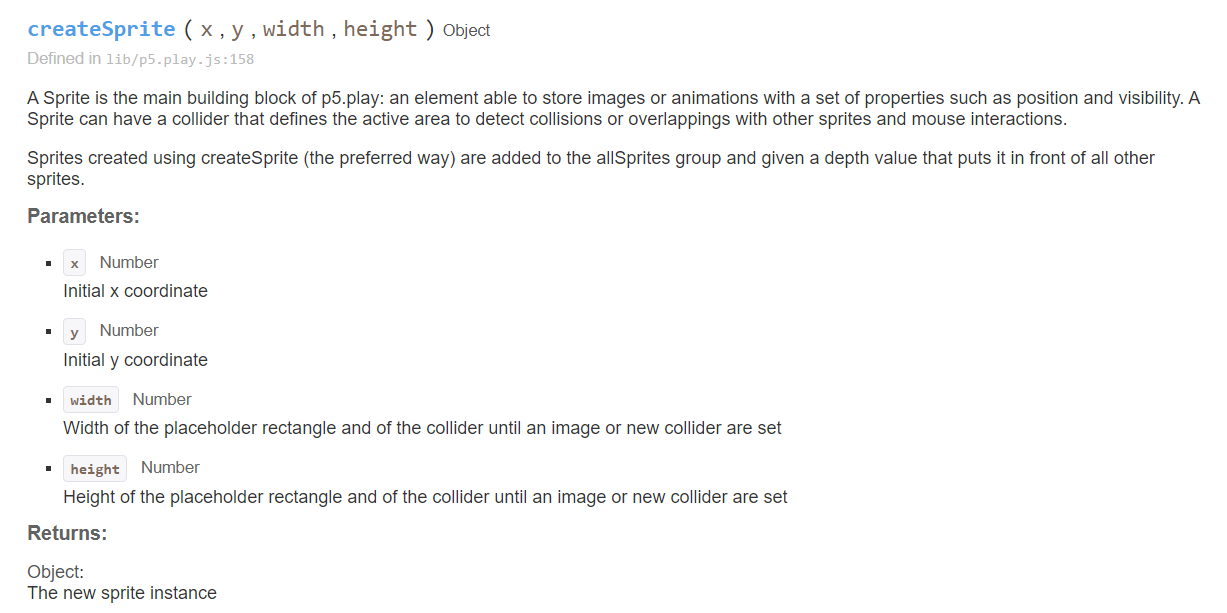 createSprite ( x , y , width , height ) Object
Defined in lib/p5.play.js:158
A Sprite is the main building block of p5.play: an element able to store images or animations with a set of properties such as position and visibility. A
Sprite can have a collider that defines the active area to detect collisions or overlappings with other sprites and mouse interactions.
Sprites created using createSprite (the preferred way) are added to the allSprites group and given a depth value that puts it in front of all other
sprites.
Parameters:
x Number
Initial x coordinate
y Number
Initial y coordinate
width Number
Width of the placeholder rectangle and of the collider until an image or new collider are set
height Number
Height of the placeholder rectangle and of the collider until an image or new collider are set
Returns:
Object:
The new sprite instance